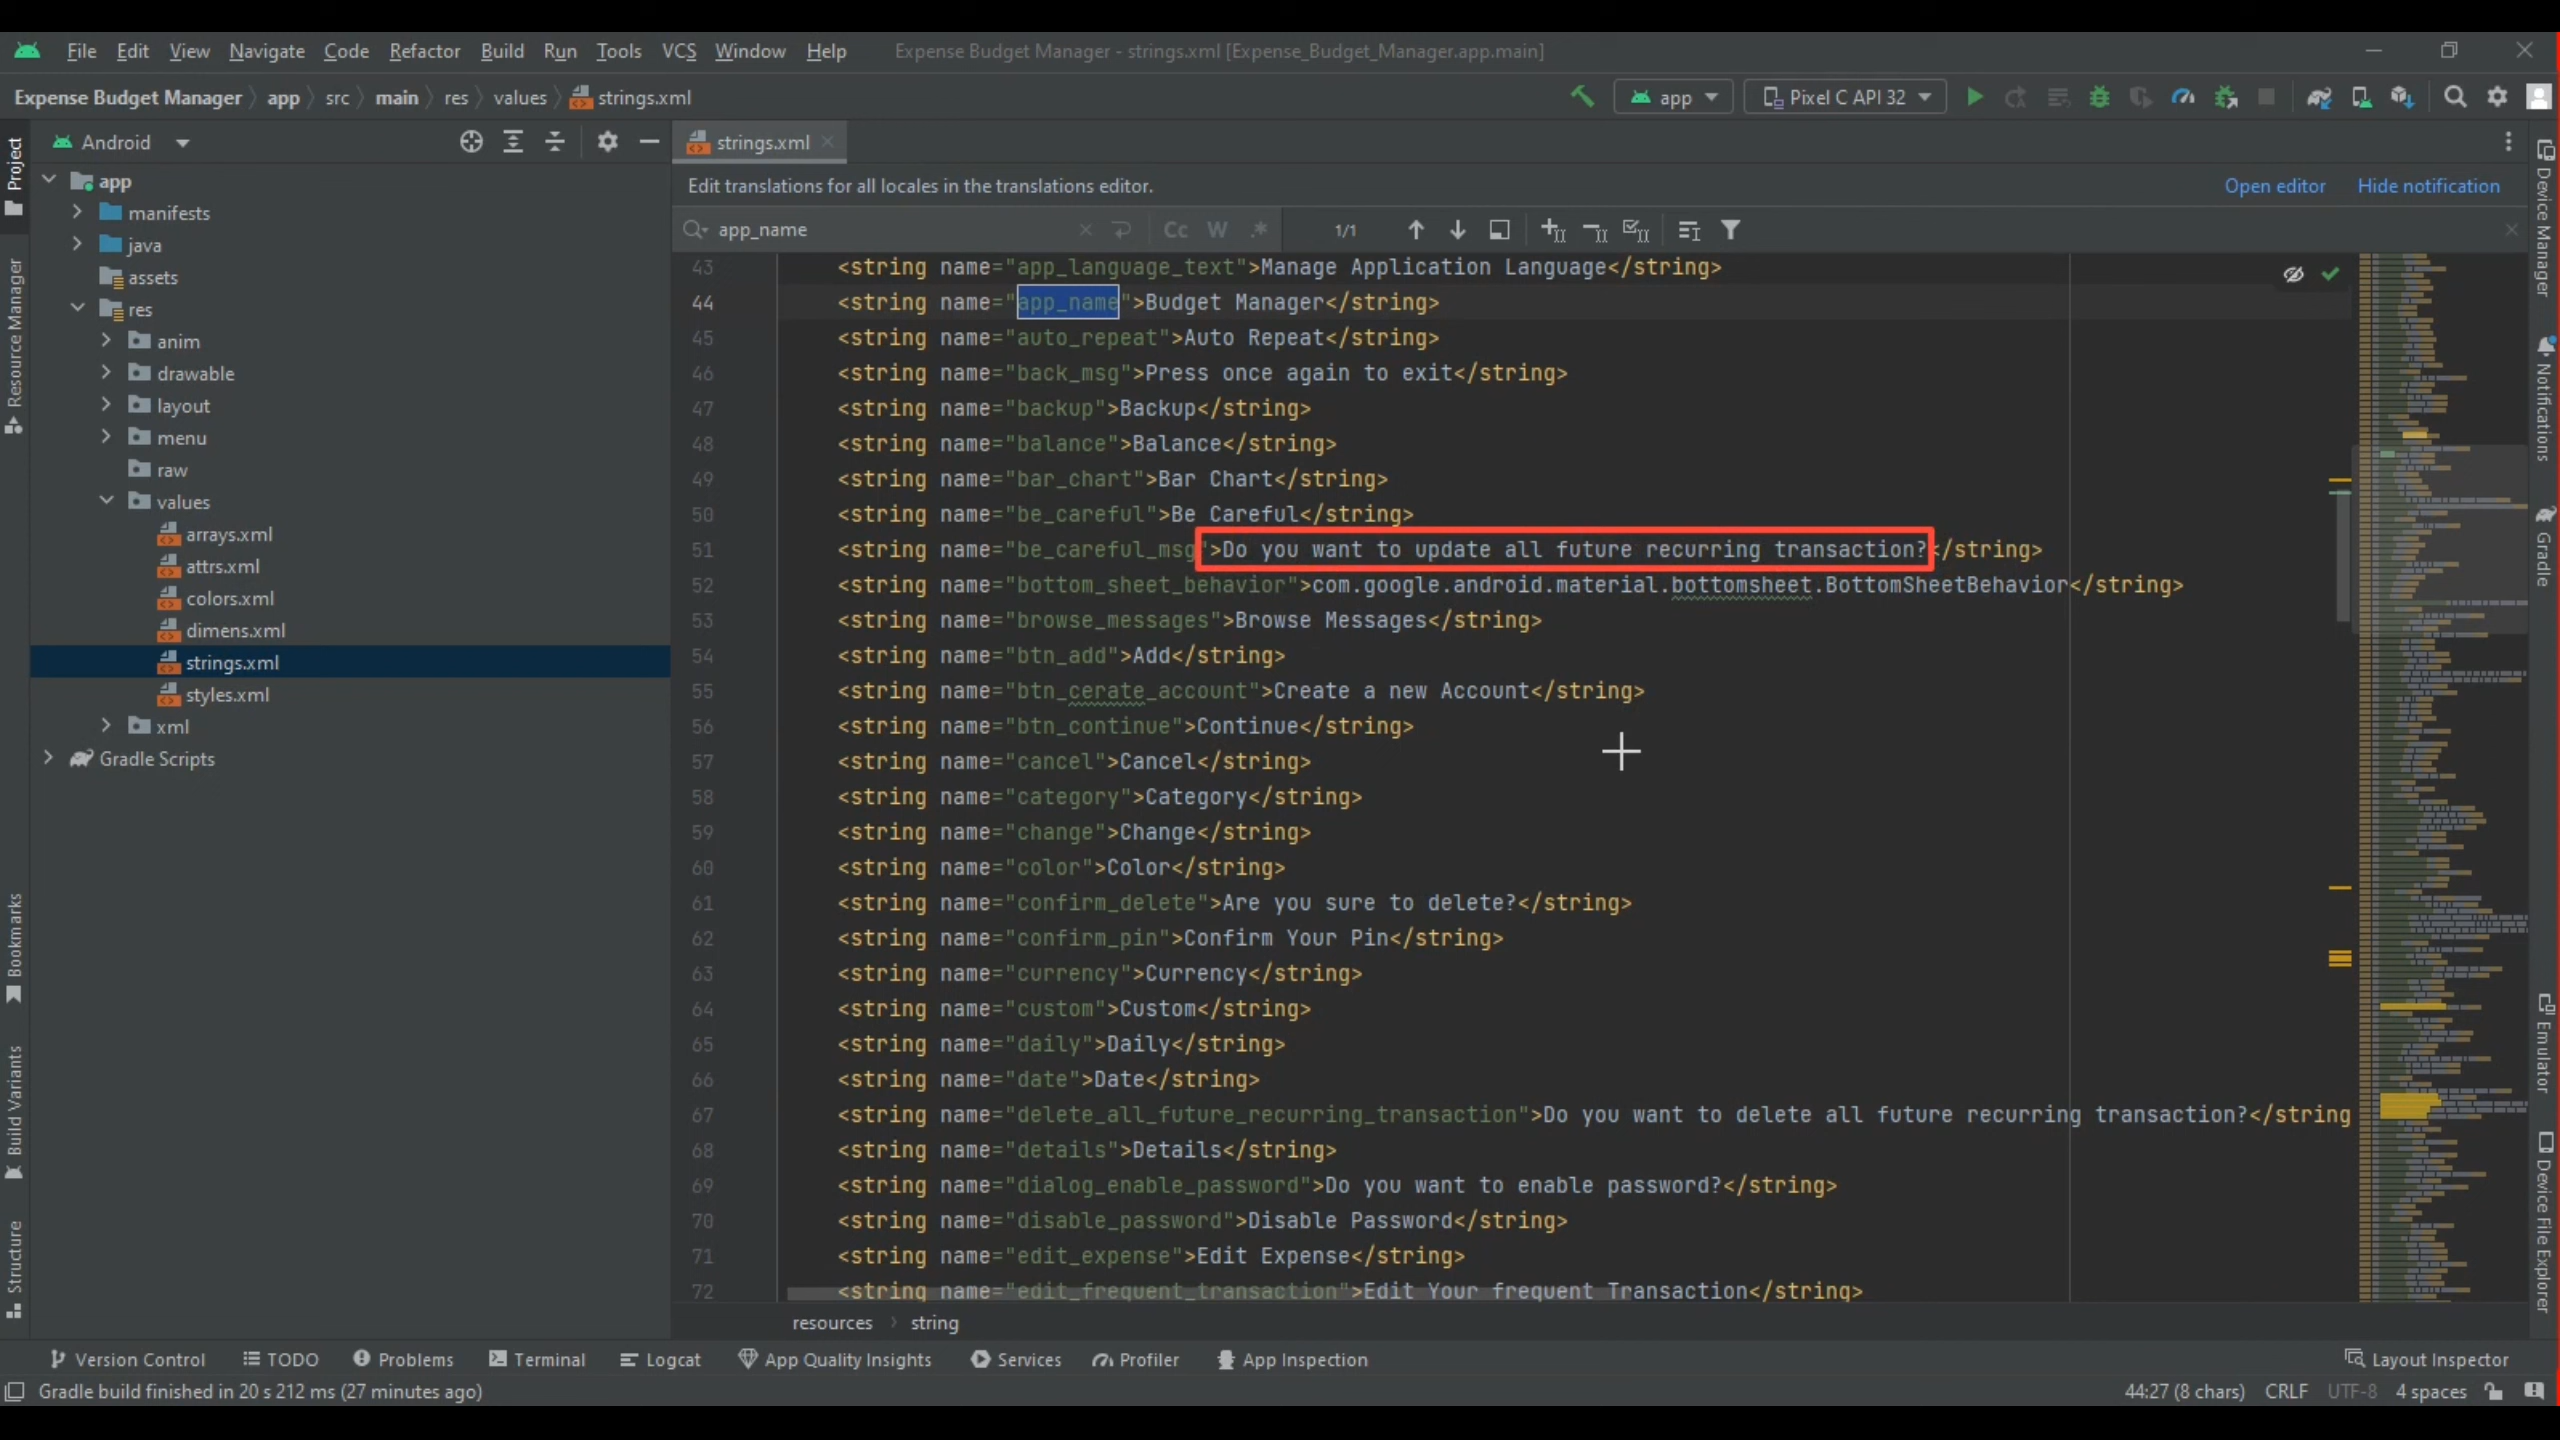 File Edit View Navigate Code Refactor Build Run Tools VCS Window Help Expense Budget Manager - strings.xml [Expense_Budget_Manager.app.main]
Expense Budget Manager app src main res values strings.xml app Pixel C API 32
Android strings.xml
Project
Resource Manager
Bookmarks
Build Variants
Structure
app
manifests
java
assets
res
anim
drawable
layout
menu
raw
values
arrays.xml
attrs.xml
colors.xml
dimens.xml
strings.xml
styles.xml
xml
Gradle Scripts
Edit translations for all locales in the translations editor. Open editor Hide notification
app_name Cc W .* 1/1
43 <string name="app_language_text">Manage Application Language</string>
44 <string name="app_name">Budget Manager</string>
45 <string name="auto_repeat">Auto Repeat</string>
46 <string name="back_msg">Press once again to exit</string>
47 <string name="backup">Backup</string>
48 <string name="balance">Balance</string>
49 <string name="bar_chart">Bar Chart</string>
50 <string name="be_careful">Be Careful</string>
51 <string name="be_careful_msg">Do you want to update all future recurring transaction?</string>
52 <string name="bottom_sheet_behavior">com.google.android.material.bottomsheet.BottomSheetBehavior</string>
53 <string name="browse_messages">Browse Messages</string>
54 <string name="btn_add">Add</string>
55 <string name="btn_cerate_account">Create a new Account</string>
56 <string name="btn_continue">Continue</string>
57 <string name="cancel">Cancel</string>
58 <string name="category">Category</string>
59 <string name="change">Change</string>
60 <string name="color">Color</string>
61 <string name="confirm_delete">Are you sure to delete?</string>
62 <string name="confirm_pin">Confirm Your Pin</string>
63 <string name="currency">Currency</string>
64 <string name="custom">Custom</string>
65 <string name="daily">Daily</string>
66 <string name="date">Date</string>
67 <string name="delete_all_future_recurring_transaction">Do you want to delete all future recurring transaction?</string
68 <string name="details">Details</string>
69 <string name="dialog_enable_password">Do you want to enable password?</string>
70 <string name="disable_password">Disable Password</string>
71 <string name="edit_expense">Edit Expense</string>
72 <string name="edit_frequent_transaction">Edit Your frequent Transaction</string>
resources string
Device Manager
Notifications
Gradle
Emulator
Device File Explorer
Version Control TODO Problems Terminal Logcat App Quality Insights Services Profiler App Inspection Layout Inspector
Gradle build finished in 20 s 212 ms (27 minutes ago) 44:27 (8 chars) CRLF UTF-8 4 spaces